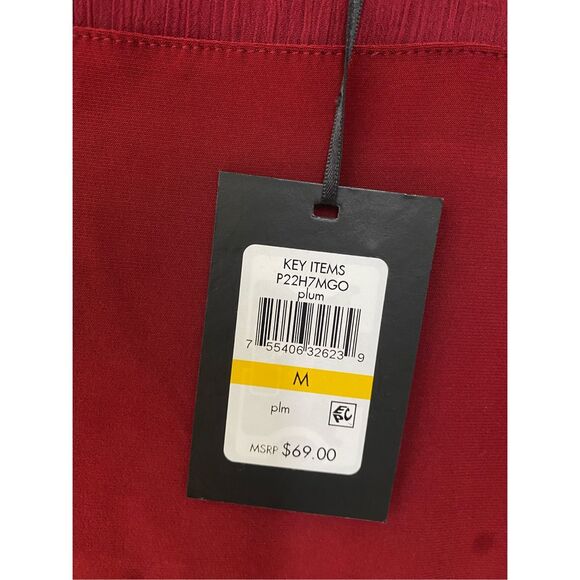 KEY ITEMS
P22H7MGO
plum
7 55406 32623 9
M
plm
MSRP $69.00